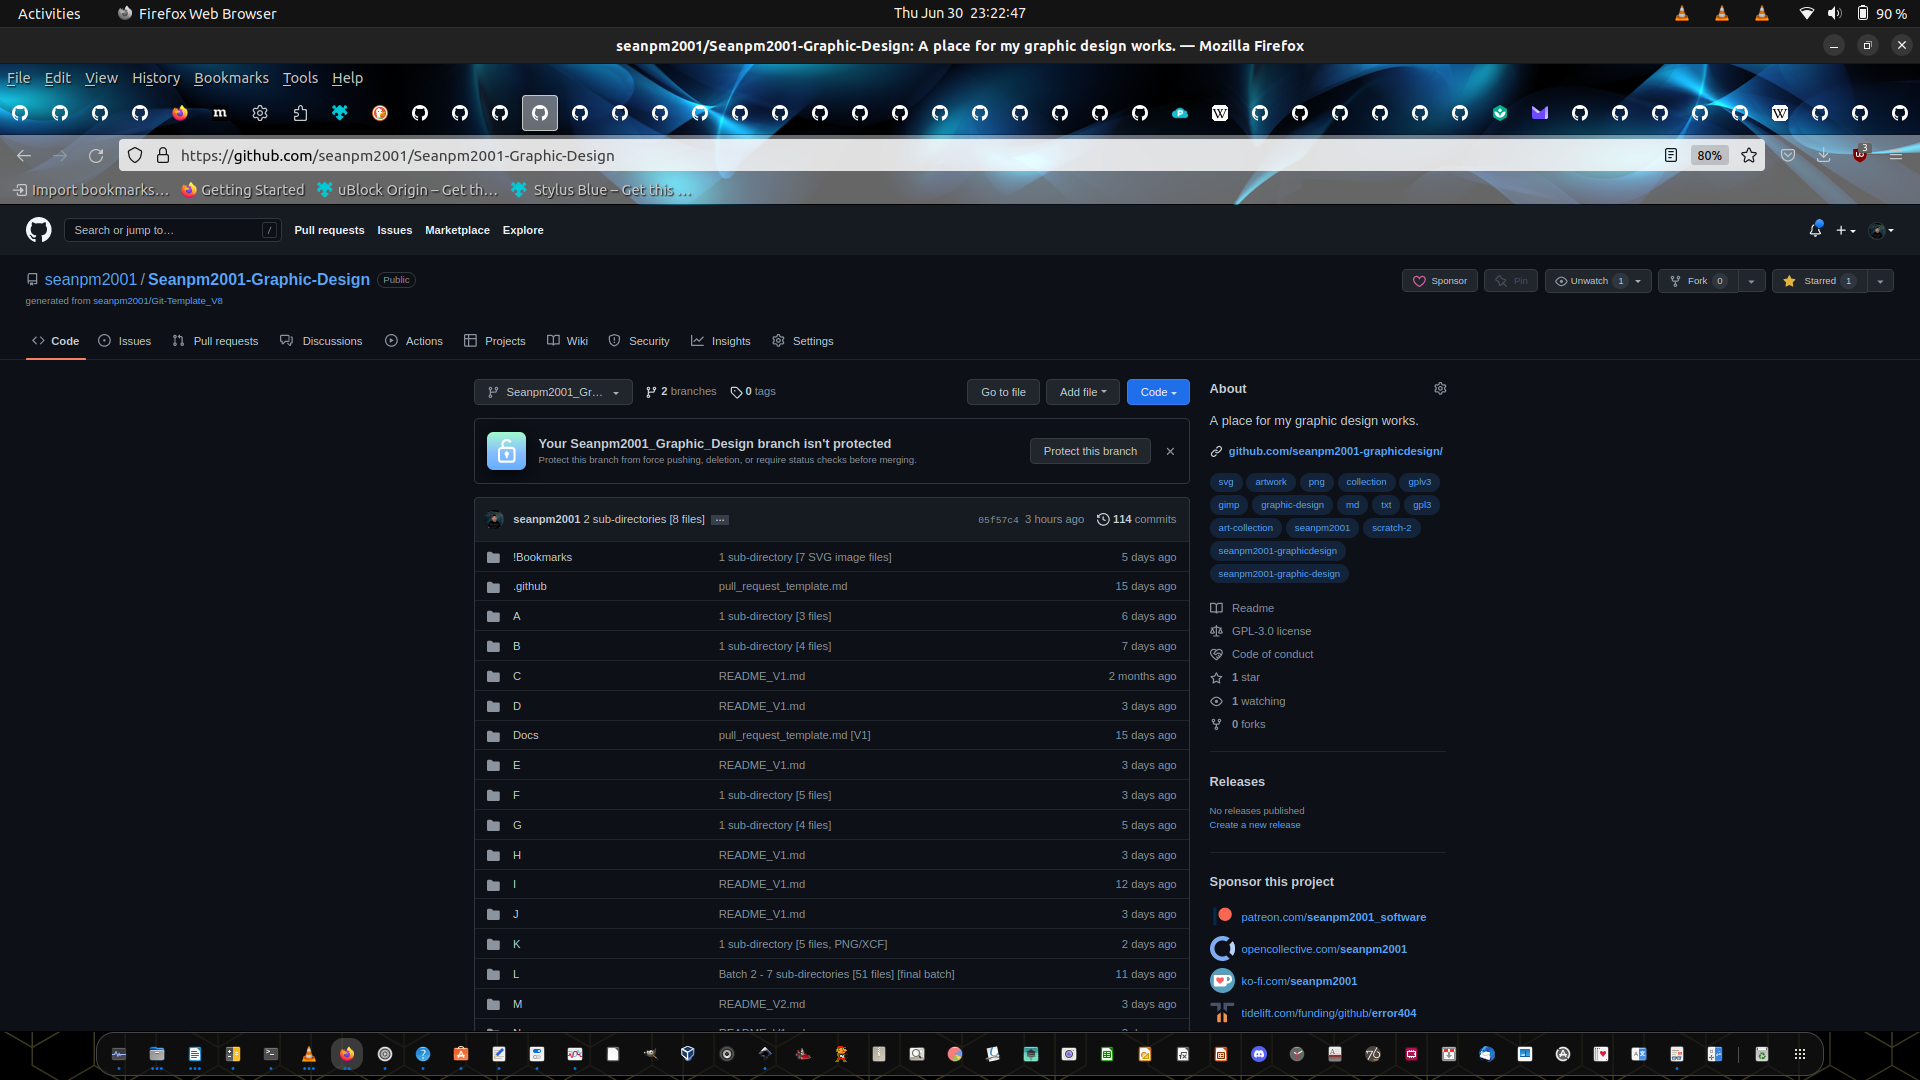 Activities Firefox Web Browser Thu Jun 30 23:22:47 90 %
seanpm2001/Seanpm2001-Graphic-Design: A place for my graphic design works. — Mozilla Firefox
File Edit View History Bookmarks Tools Help
https://github.com/seanpm2001/Seanpm2001-Graphic-Design 80% 3
Import bookmarks… Getting Started uBlock Origin – Get th… Stylus Blue – Get this …
Search or jump to… / Pull requests Issues Marketplace Explore
seanpm2001 / Seanpm2001-Graphic-Design Public Sponsor Pin Unwatch 1 Fork 0 Starred 1
generated from seanpm2001/Git-Template_V8
Code Issues Pull requests Discussions Actions Projects Wiki Security Insights Settings
Seanpm2001_Gr… 2 branches 0 tags Go to file Add file Code
Your Seanpm2001_Graphic_Design branch isn't protected
Protect this branch from force pushing, deletion, or require status checks before merging.
Protect this branch
seanpm2001 2 sub-directories [8 files] … 05f57c4 3 hours ago 114 commits
!Bookmarks 1 sub-directory [7 SVG image files] 5 days ago
.github pull_request_template.md 15 days ago
A 1 sub-directory [3 files] 6 days ago
B 1 sub-directory [4 files] 7 days ago
C README_V1.md 2 months ago
D README_V1.md 3 days ago
Docs pull_request_template.md [V1] 15 days ago
E README_V1.md 3 days ago
F 1 sub-directory [5 files] 3 days ago
G 1 sub-directory [4 files] 5 days ago
H README_V1.md 3 days ago
I README_V1.md 12 days ago
J README_V1.md 3 days ago
K 1 sub-directory [5 files, PNG/XCF] 2 days ago
L Batch 2 - 7 sub-directories [51 files] [final batch] 11 days ago
M README_V2.md 3 days ago
About
A place for my graphic design works.
github.com/seanpm2001-graphicdesign/
svg artwork png collection gplv3
gimp graphic-design md txt gpl3
art-collection seanpm2001 scratch-2
seanpm2001-graphicdesign
seanpm2001-graphic-design
Readme
GPL-3.0 license
Code of conduct
1 star
1 watching
0 forks
Releases
No releases published
Create a new release
Sponsor this project
patreon.com/seanpm2001_software
opencollective.com/seanpm2001
ko-fi.com/seanpm2001
tidelift.com/funding/github/error404